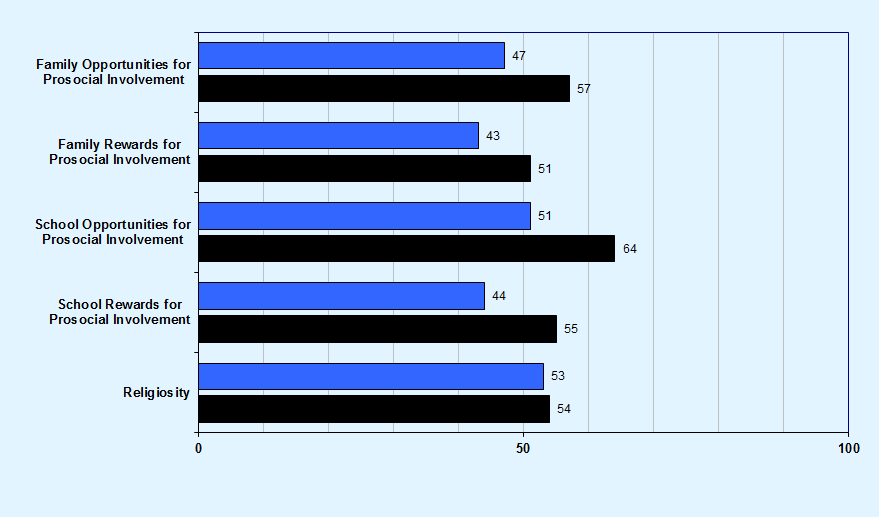 Family Opportunities for
Prosocial Involvement
47
57
Family Rewards for
Prosocial Involvement
43
51
School Opportunities for
Prosocial Involvement
51
64
School Rewards for
Prosocial Involvement
44
55
Religiosity
53
54
0
50
100